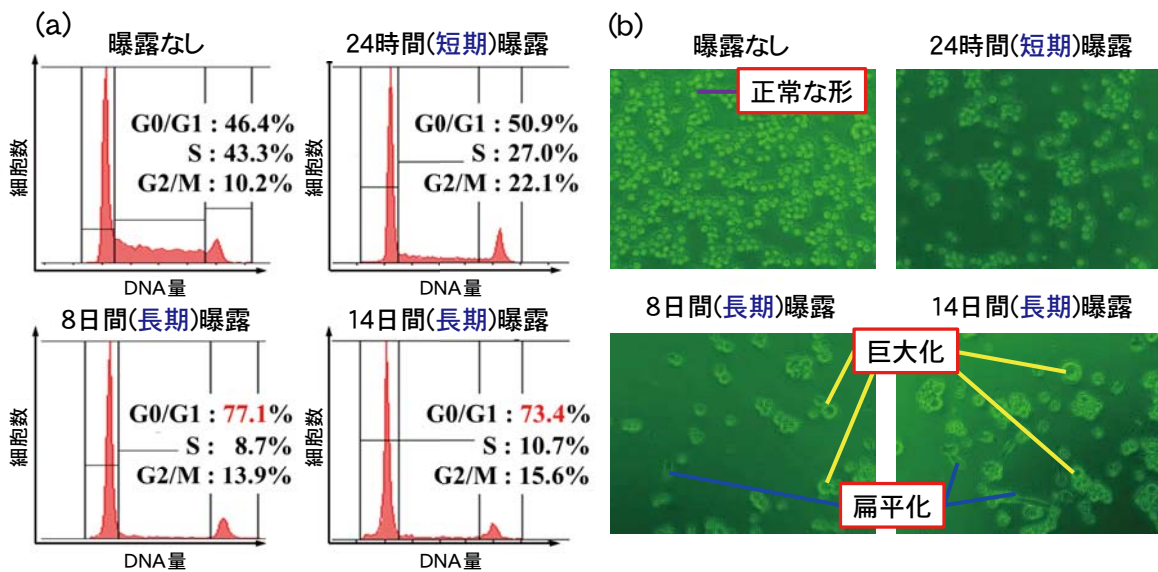 (a)
曝露なし
細胞数
G0/G1 : 46.4%
S : 43.3%
G2/M : 10.2%
DNA量
24時間(短期)曝露
細胞数
G0/G1 : 50.9%
S : 27.0%
G2/M : 22.1%
DNA量
8日間(長期)曝露
細胞数
G0/G1 : 77.1%
S : 8.7%
G2/M : 13.9%
DNA量
14日間(長期)曝露
細胞数
G0/G1 : 73.4%
S : 10.7%
G2/M : 15.6%
DNA量
(b)
曝露なし
正常な形
24時間(短期)曝露
8日間(長期)曝露
14日間(長期)曝露
巨大化
扁平化